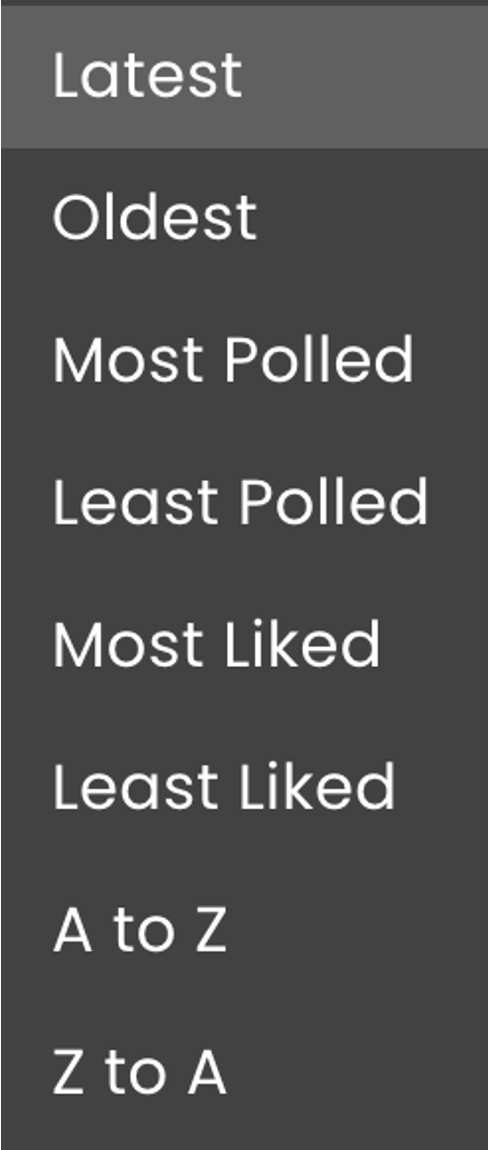 Latest
Oldest
Most Polled
Least Polled
Most Liked
Least Liked
A to Z
Z to A